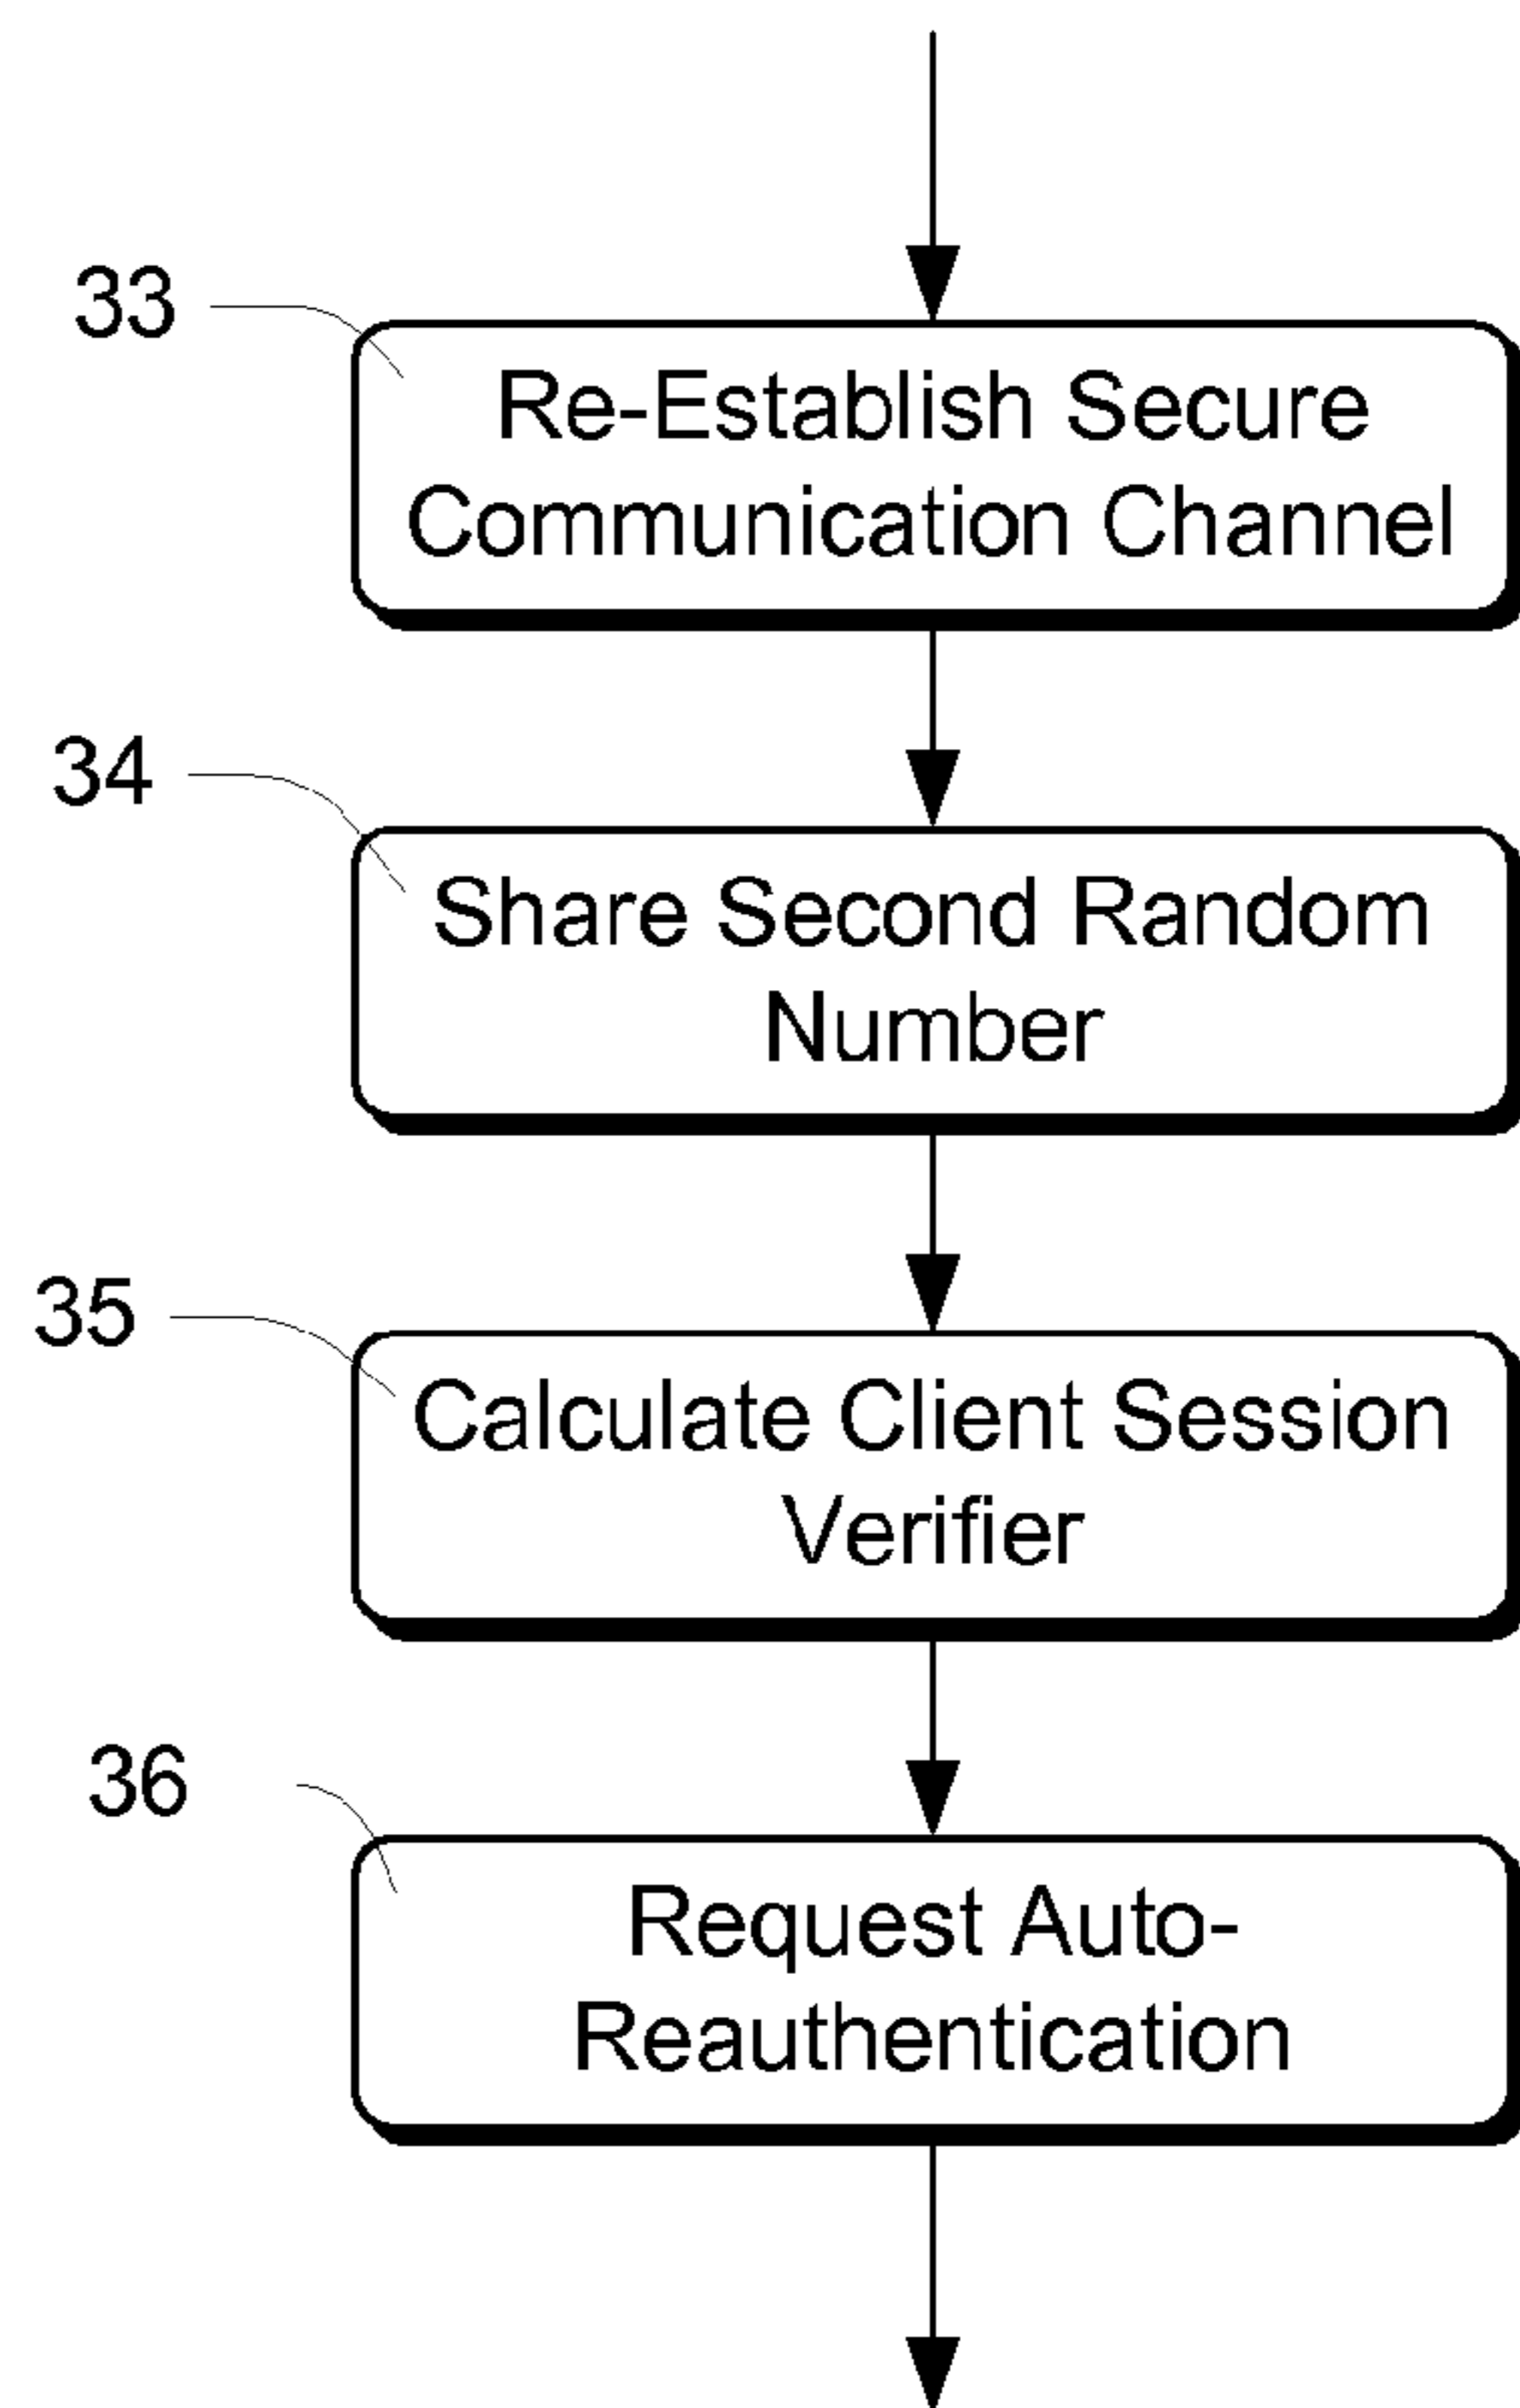 33
Re-Establish Secure
Communication Channel
34
Share Second Random
Number
35
Calculate Client Session
Verifier
36
Request Auto-
Reauthentication